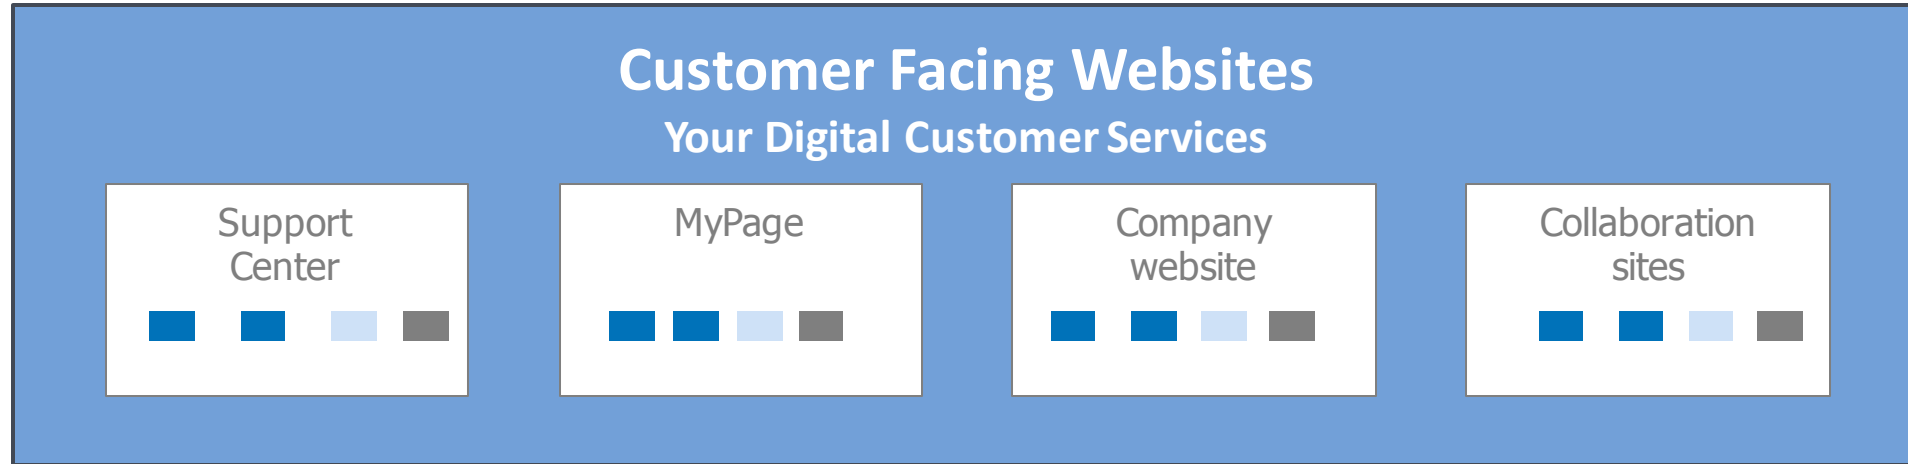 Customer Facing Websites
Your Digital Customer Services
Support
Center
MyPage
Company
website
Collaboration
sites